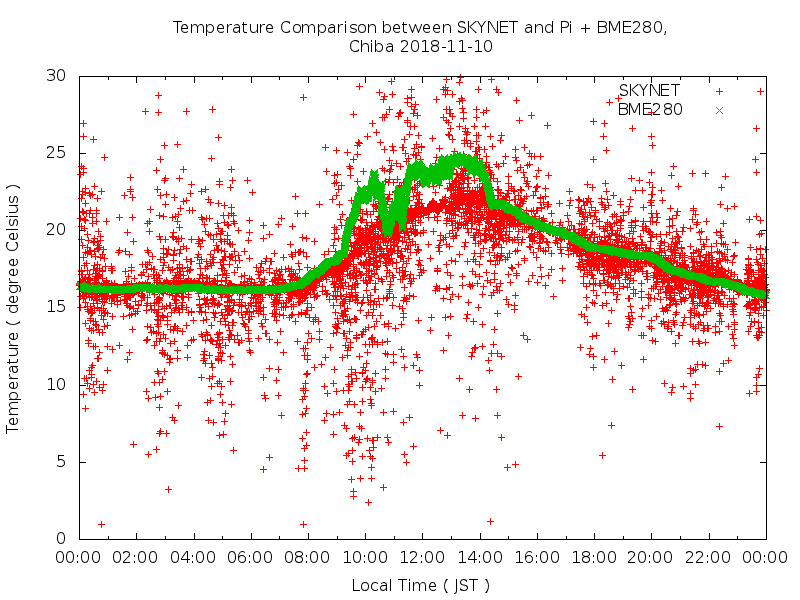 Temperature Comparison between SKYNET and Pi + BME280,
Chiba 2018-11-10
SKYNET
BME280
30
25
20
15
10
5
0
Temperature ( degree Celsius )
00:00 02:00 04:00 06:00 08:00 10:00 12:00 14:00 16:00 18:00 20:00 22:00 00:00
Local Time ( JST )